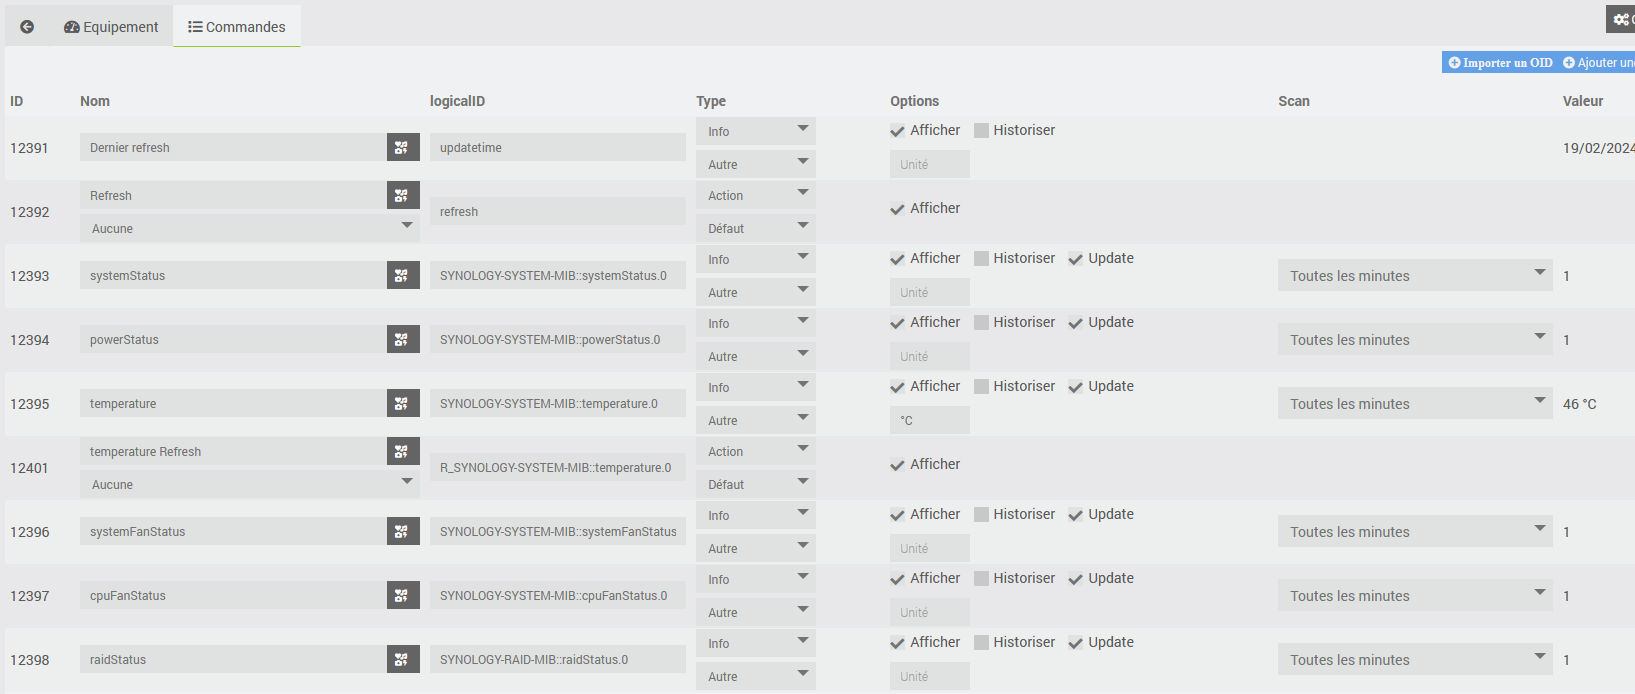 Equipement
Commandes
Importer un OID
Ajouter un
ID Nom logicalID Type Options Scan Valeur
12391 Dernier refresh updatetime Info Autre Afficher Historiser Unité 19/02/2024
12392 Refresh Aucune refresh Action Défaut Afficher
12393 systemStatus SYNOLOGY-SYSTEM-MIB::systemStatus.0 Info Autre Afficher Historiser Update Unité Toutes les minutes 1
12394 powerStatus SYNOLOGY-SYSTEM-MIB::powerStatus.0 Info Autre Afficher Historiser Update Unité Toutes les minutes 1
12395 temperature SYNOLOGY-SYSTEM-MIB::temperature.0 Info Autre Afficher Historiser Update °C Toutes les minutes 46 °C
12401 temperature Refresh Aucune R_SYNOLOGY-SYSTEM-MIB::temperature.0 Action Défaut Afficher
12396 systemFanStatus SYNOLOGY-SYSTEM-MIB::systemFanStatus Info Autre Afficher Historiser Update Unité Toutes les minutes 1
12397 cpuFanStatus SYNOLOGY-SYSTEM-MIB::cpuFanStatus.0 Info Autre Afficher Historiser Update Unité Toutes les minutes 1
12398 raidStatus SYNOLOGY-RAID-MIB::raidStatus.0 Info Autre Afficher Historiser Update Unité Toutes les minutes 1